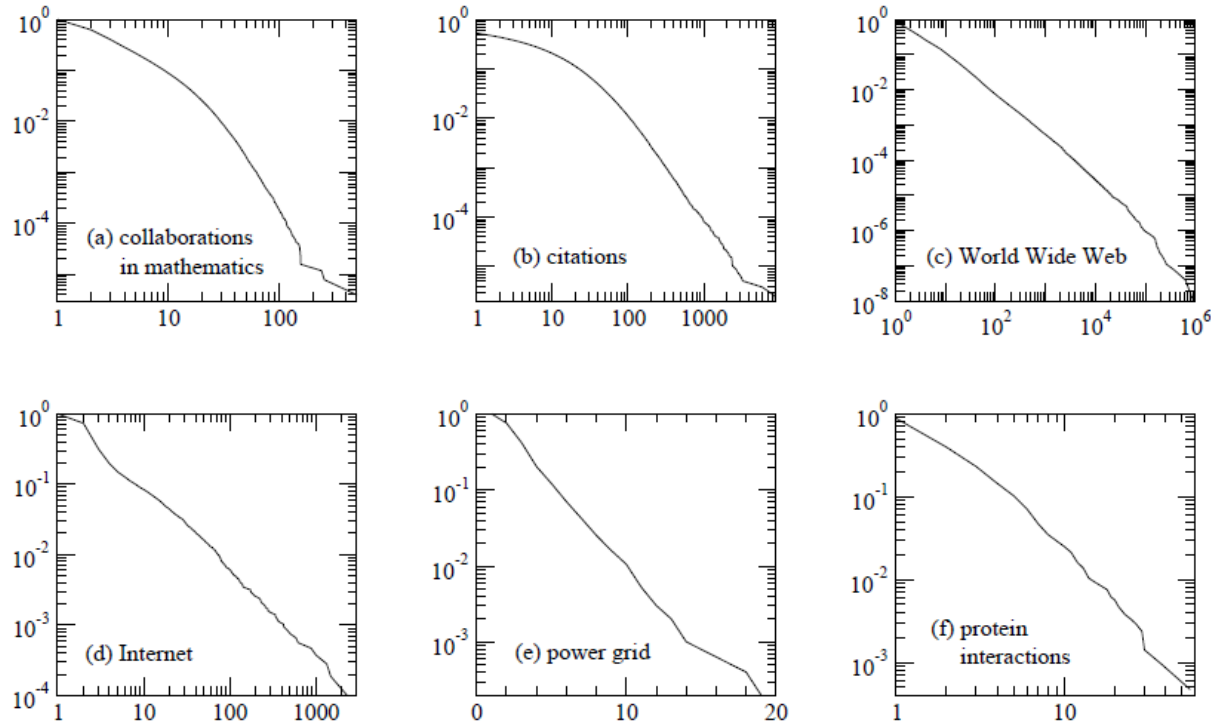 10^0
10^-2
10^-4
(a) collaborations
in mathematics
1 10 100
10^0
10^-2
10^-4
(b) citations
1 10 100 1000
10^0
10^-2
10^-4
10^-6
10^-8
(c) World Wide Web
10^0 10^2 10^4 10^6
10^0
10^-1
10^-2
10^-3
10^-4
(d) Internet
1 10 100 1000
10^0
10^-1
10^-2
10^-3
(e) power grid
0 10 20
10^0
10^-1
10^-2
10^-3
(f) protein
interactions
1 10